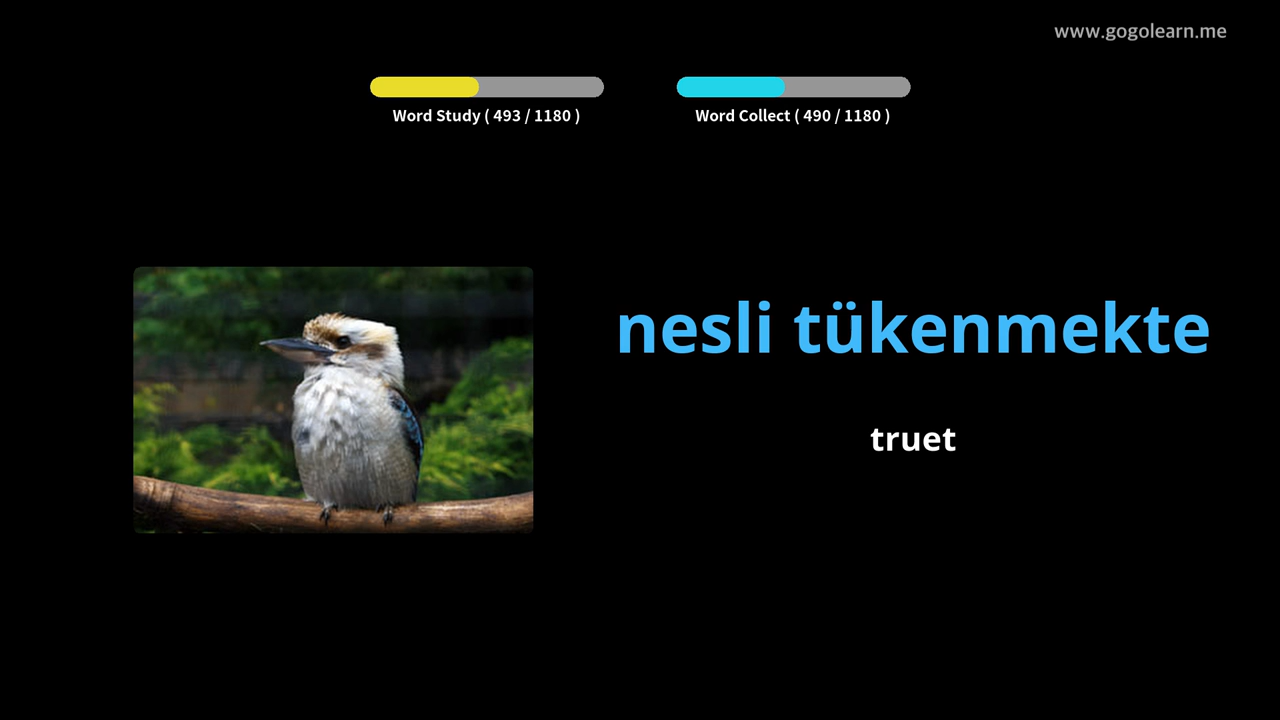 www.gogolearn.me
Word Study ( 493 / 1180 )
Word Collect ( 490 / 1180 )
nesli tükenmekte
truet